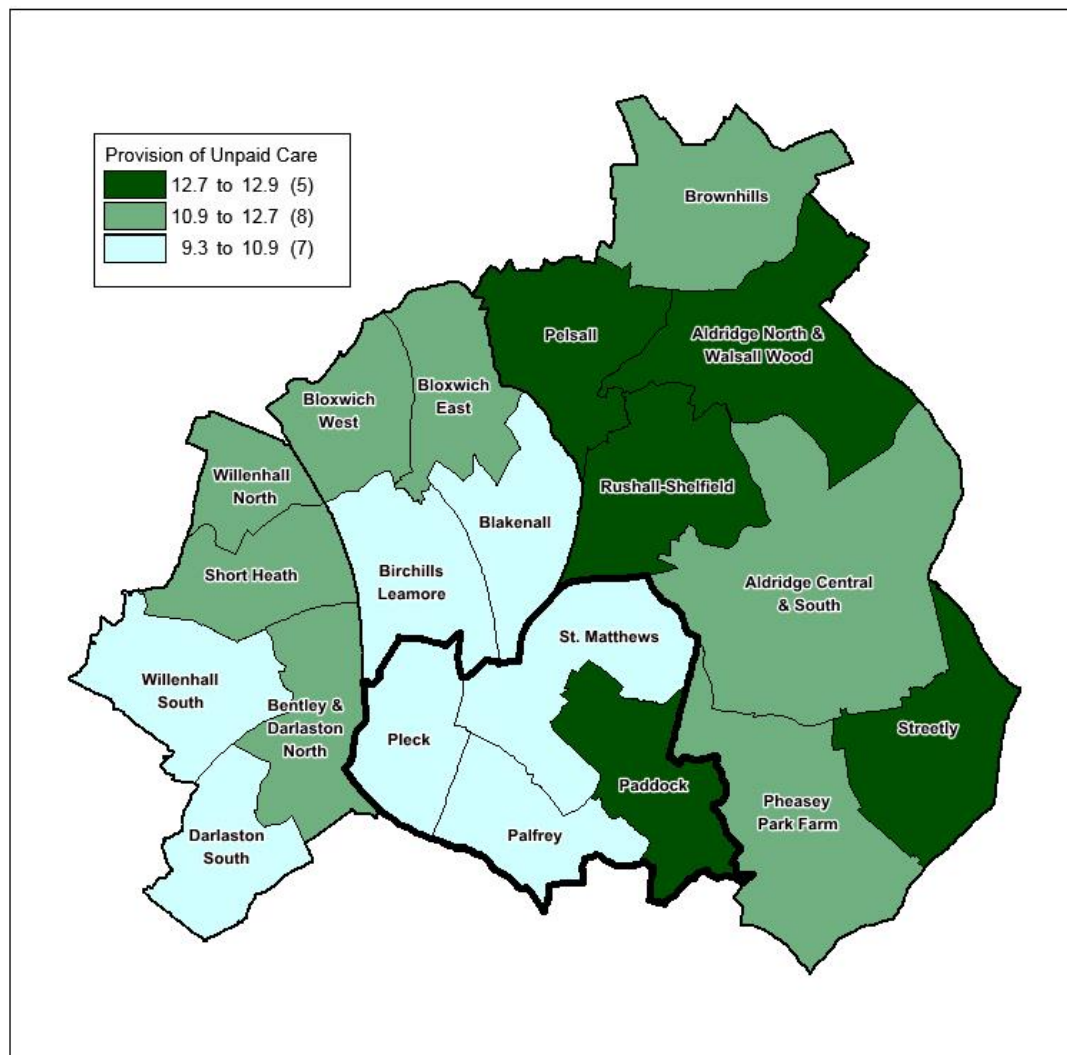 Provision of Unpaid Care
12.7 to 12.9 (5)
10.9 to 12.7 (8)
9.3 to 10.9 (7)
Brownhills
Pelsall
Aldridge North &
Walsall Wood
Bloxwich
East
Bloxwich
West
Willenhall
North
Rushall-Shelfield
Blakenall
Short Heath
Birchills
Leamore
Aldridge Central
& South
St. Matthews
Willenhall
South
Bentley &
Darlaston
North
Pleck
Streetly
Paddock
Pheasey
Park Farm
Darlaston
South
Palfrey